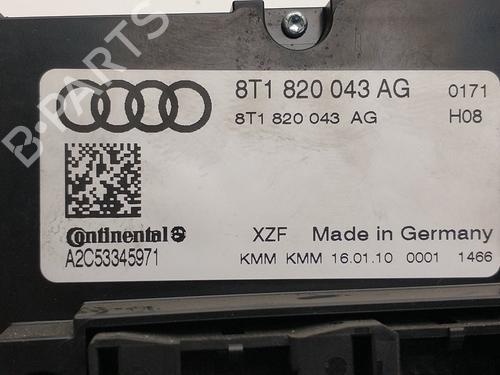 8T1 820 043 AG 0171
8T1 820 043 AG H08
Continental
A2C53345971
XZF Made in Germany
KMM KMM 16.01.10 0001 1466
B-PARTS